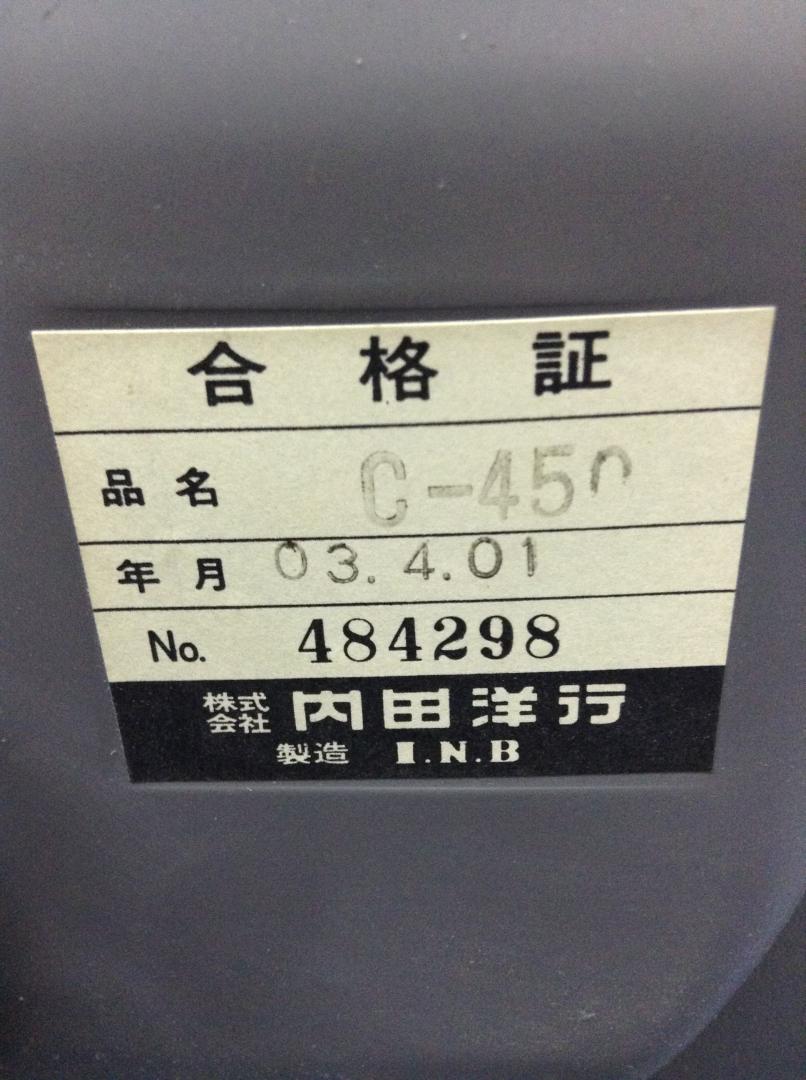 合格証
品名 C-450
年月 03.4.01
No. 484298
株式会社 内田洋行
製造 I.N.B